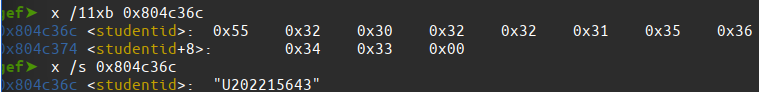 gef➤ x /11xb 0x804c36c
0x804c36c <studentid>: 0x55 0x32 0x30 0x32 0x32 0x31 0x35 0x36
0x804c374 <studentid+8>: 0x34 0x33 0x00
gef➤ x /s 0x804c36c
0x804c36c <studentid>: "U202215643"